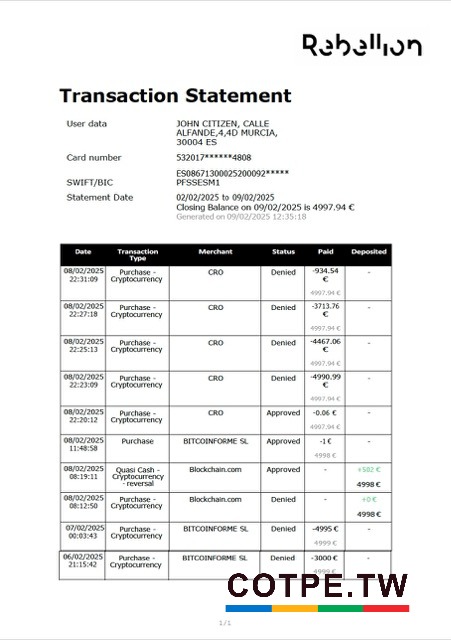 Rebellion
Transaction Statement
User data
JOHN CITIZEN, CALLE
ALFANDE,4,4D MURCIA,
30004 ES
Card number
532017******4808
ES08671300025200092*****
SWIFT/BIC
PFSSESM1
Statement Date
02/02/2025 to 09/02/2025
Closing Balance on 09/02/2025 is 4997.94 €
Generated on 09/02/2025 12:35:18
Date Transaction Type Merchant Status Paid Deposited
08/02/2025 Purchase - CRO Denied -934.54 -
22:31:09 Cryptocurrency €
4997.94 €
08/02/2025 Purchase - CRO Denied -3713.76 -
22:27:18 Cryptocurrency €
4997.94 €
08/02/2025 Purchase - CRO Denied -4467.06 -
22:25:13 Cryptocurrency €
4997.94 €
08/02/2025 Purchase - CRO Denied -4990.99 -
22:23:09 Cryptocurrency €
4997.94 €
08/02/2025 Purchase - CRO Approved -0.06 € -
22:20:12 Cryptocurrency
4997.94 €
08/02/2025 Purchase BITCOINFORME SL Approved -1 € -
11:48:58
4998 €
08/02/2025 Quasi Cash - Blockchain.com Approved - +502 €
08:19:11 Cryptocurrency
- reversal 4998 €
08/02/2025 Purchase - Blockchain.com Denied - +0 €
08:12:50 Cryptocurrency
4998 €
07/02/2025 Purchase - BITCOINFORME SL Denied -4995 € -
00:03:43 Cryptocurrency
4999 €
06/02/2025 Purchase - BITCOINFORME SL Denied -3000 € -
21:15:42 Cryptocurrency
4999 €
COTPE.TW
1/1